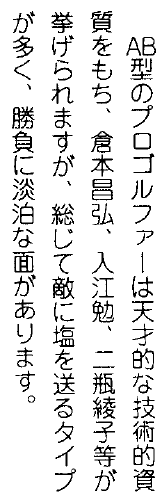 AB型のプロゴルファーは天才的な技術的資
質をもち、倉本昌弘、入江勉、二瓶綾子等が
挙げられますが、総じて敵に塩を送るタイプ
が多く、勝負に淡泊な面があります。